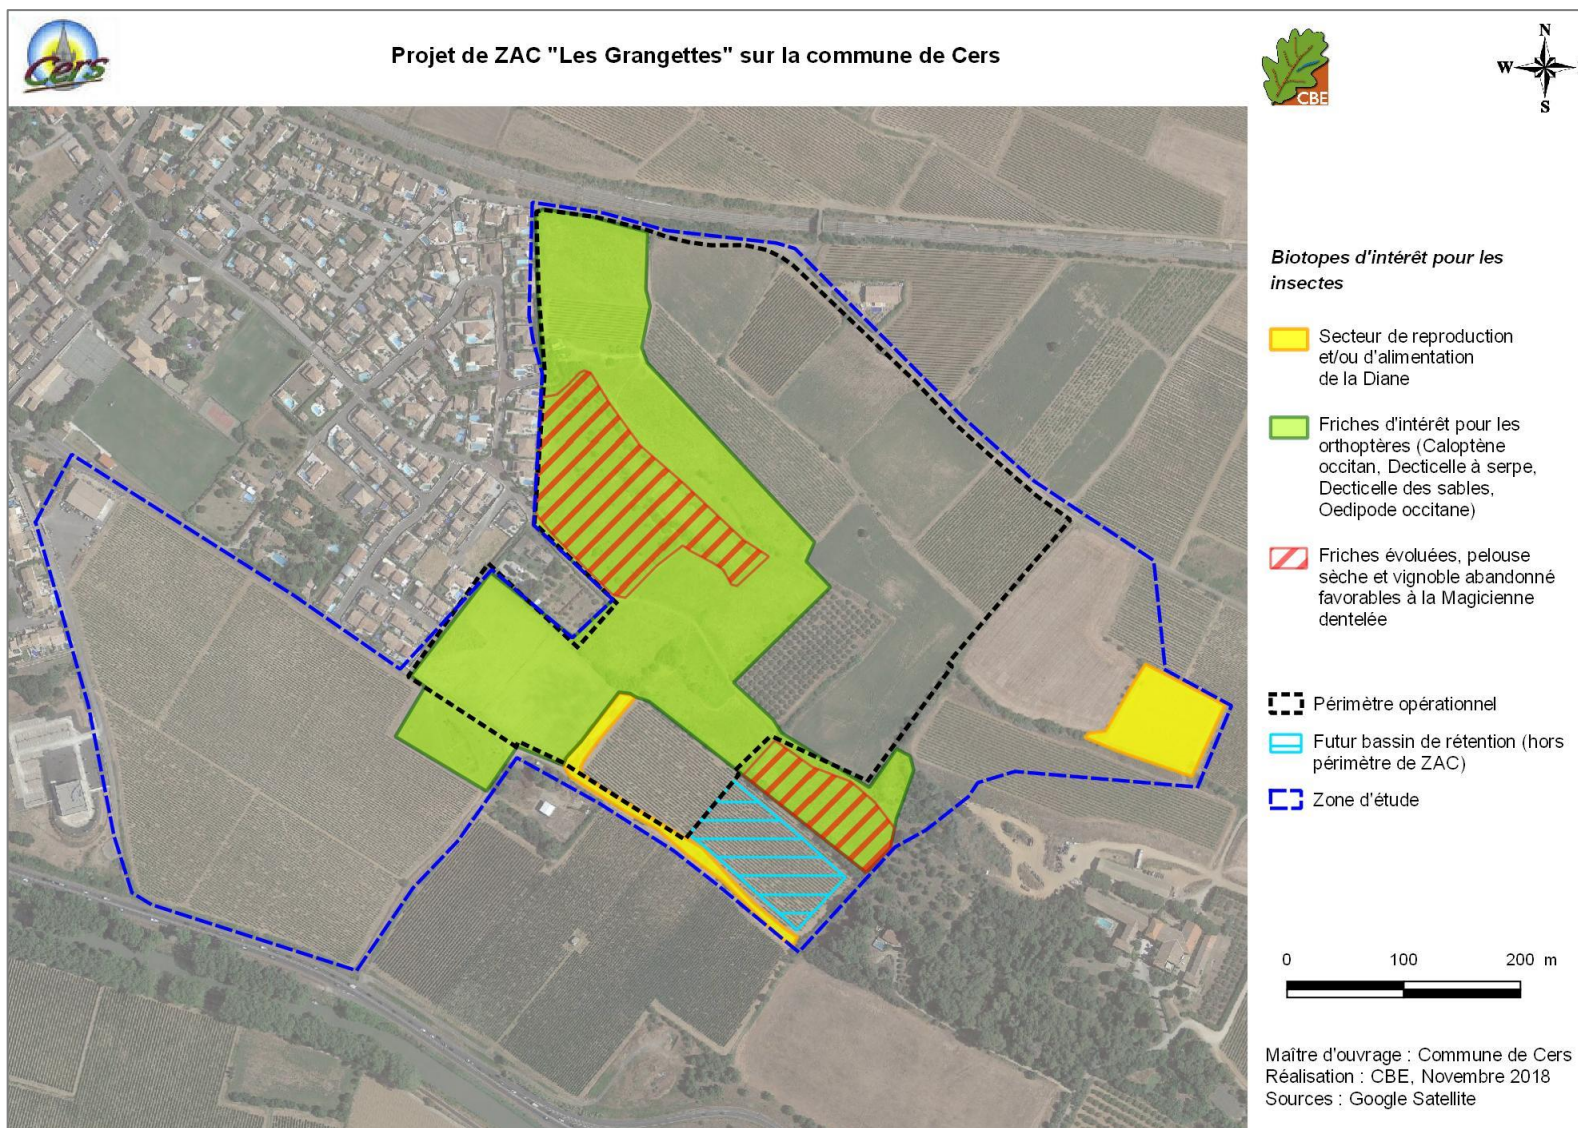 Cers
Projet de ZAC "Les Grangettes" sur la commune de Cers
CBE
N
W
S
Biotopes d'intérêt pour les
insectes
Secteur de reproduction
et/ou d'alimentation
de la Diane
Friches d'intérêt pour les
orthoptères (Caloptène
occitan, Decticelle à serpe,
Decticelle des sables,
Oedipode occitane)
Friches évoluées, pelouse
sèche et vignoble abandonné
favorables à la Magicienne
dentelée
Périmètre opérationnel
Futur bassin de rétention (hors
périmètre de ZAC)
Zone d'étude
0 100 200 m
Maître d'ouvrage : Commune de Cers
Réalisation : CBE, Novembre 2018
Sources : Google Satellite